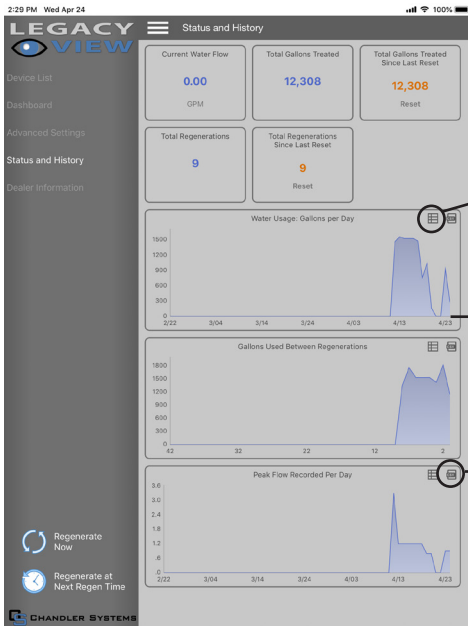 2:29 PM Wed Apr 24
100%
LEGACY
VIEW
Status and History
Device List
Dashboard
Advanced Settings
Status and History
Dealer Information
Current Water Flow
0.00
GPM
Total Gallons Treated
12,308
Total Gallons Treated
Since Last Reset
12,308
Reset
Total Regenerations
9
Total Regenerations
Since Last Reset
9
Reset
Water Usage: Gallons per Day
1500
1200
900
600
300
0
2/22 3/04 3/14 3/24 4/03 4/13 4/23
Gallons Used Between Regenerations
1800
1500
1200
900
600
300
0
42 32 22 12 2
Peak Flow Recorded Per Day
3.6
3.0
2.4
1.8
1.2
.6
.0
2/22 3/04 3/14 3/24 4/03 4/13 4/23
Regenerate
Now
Regenerate at
Next Regen Time
CHANDLER SYSTEMS